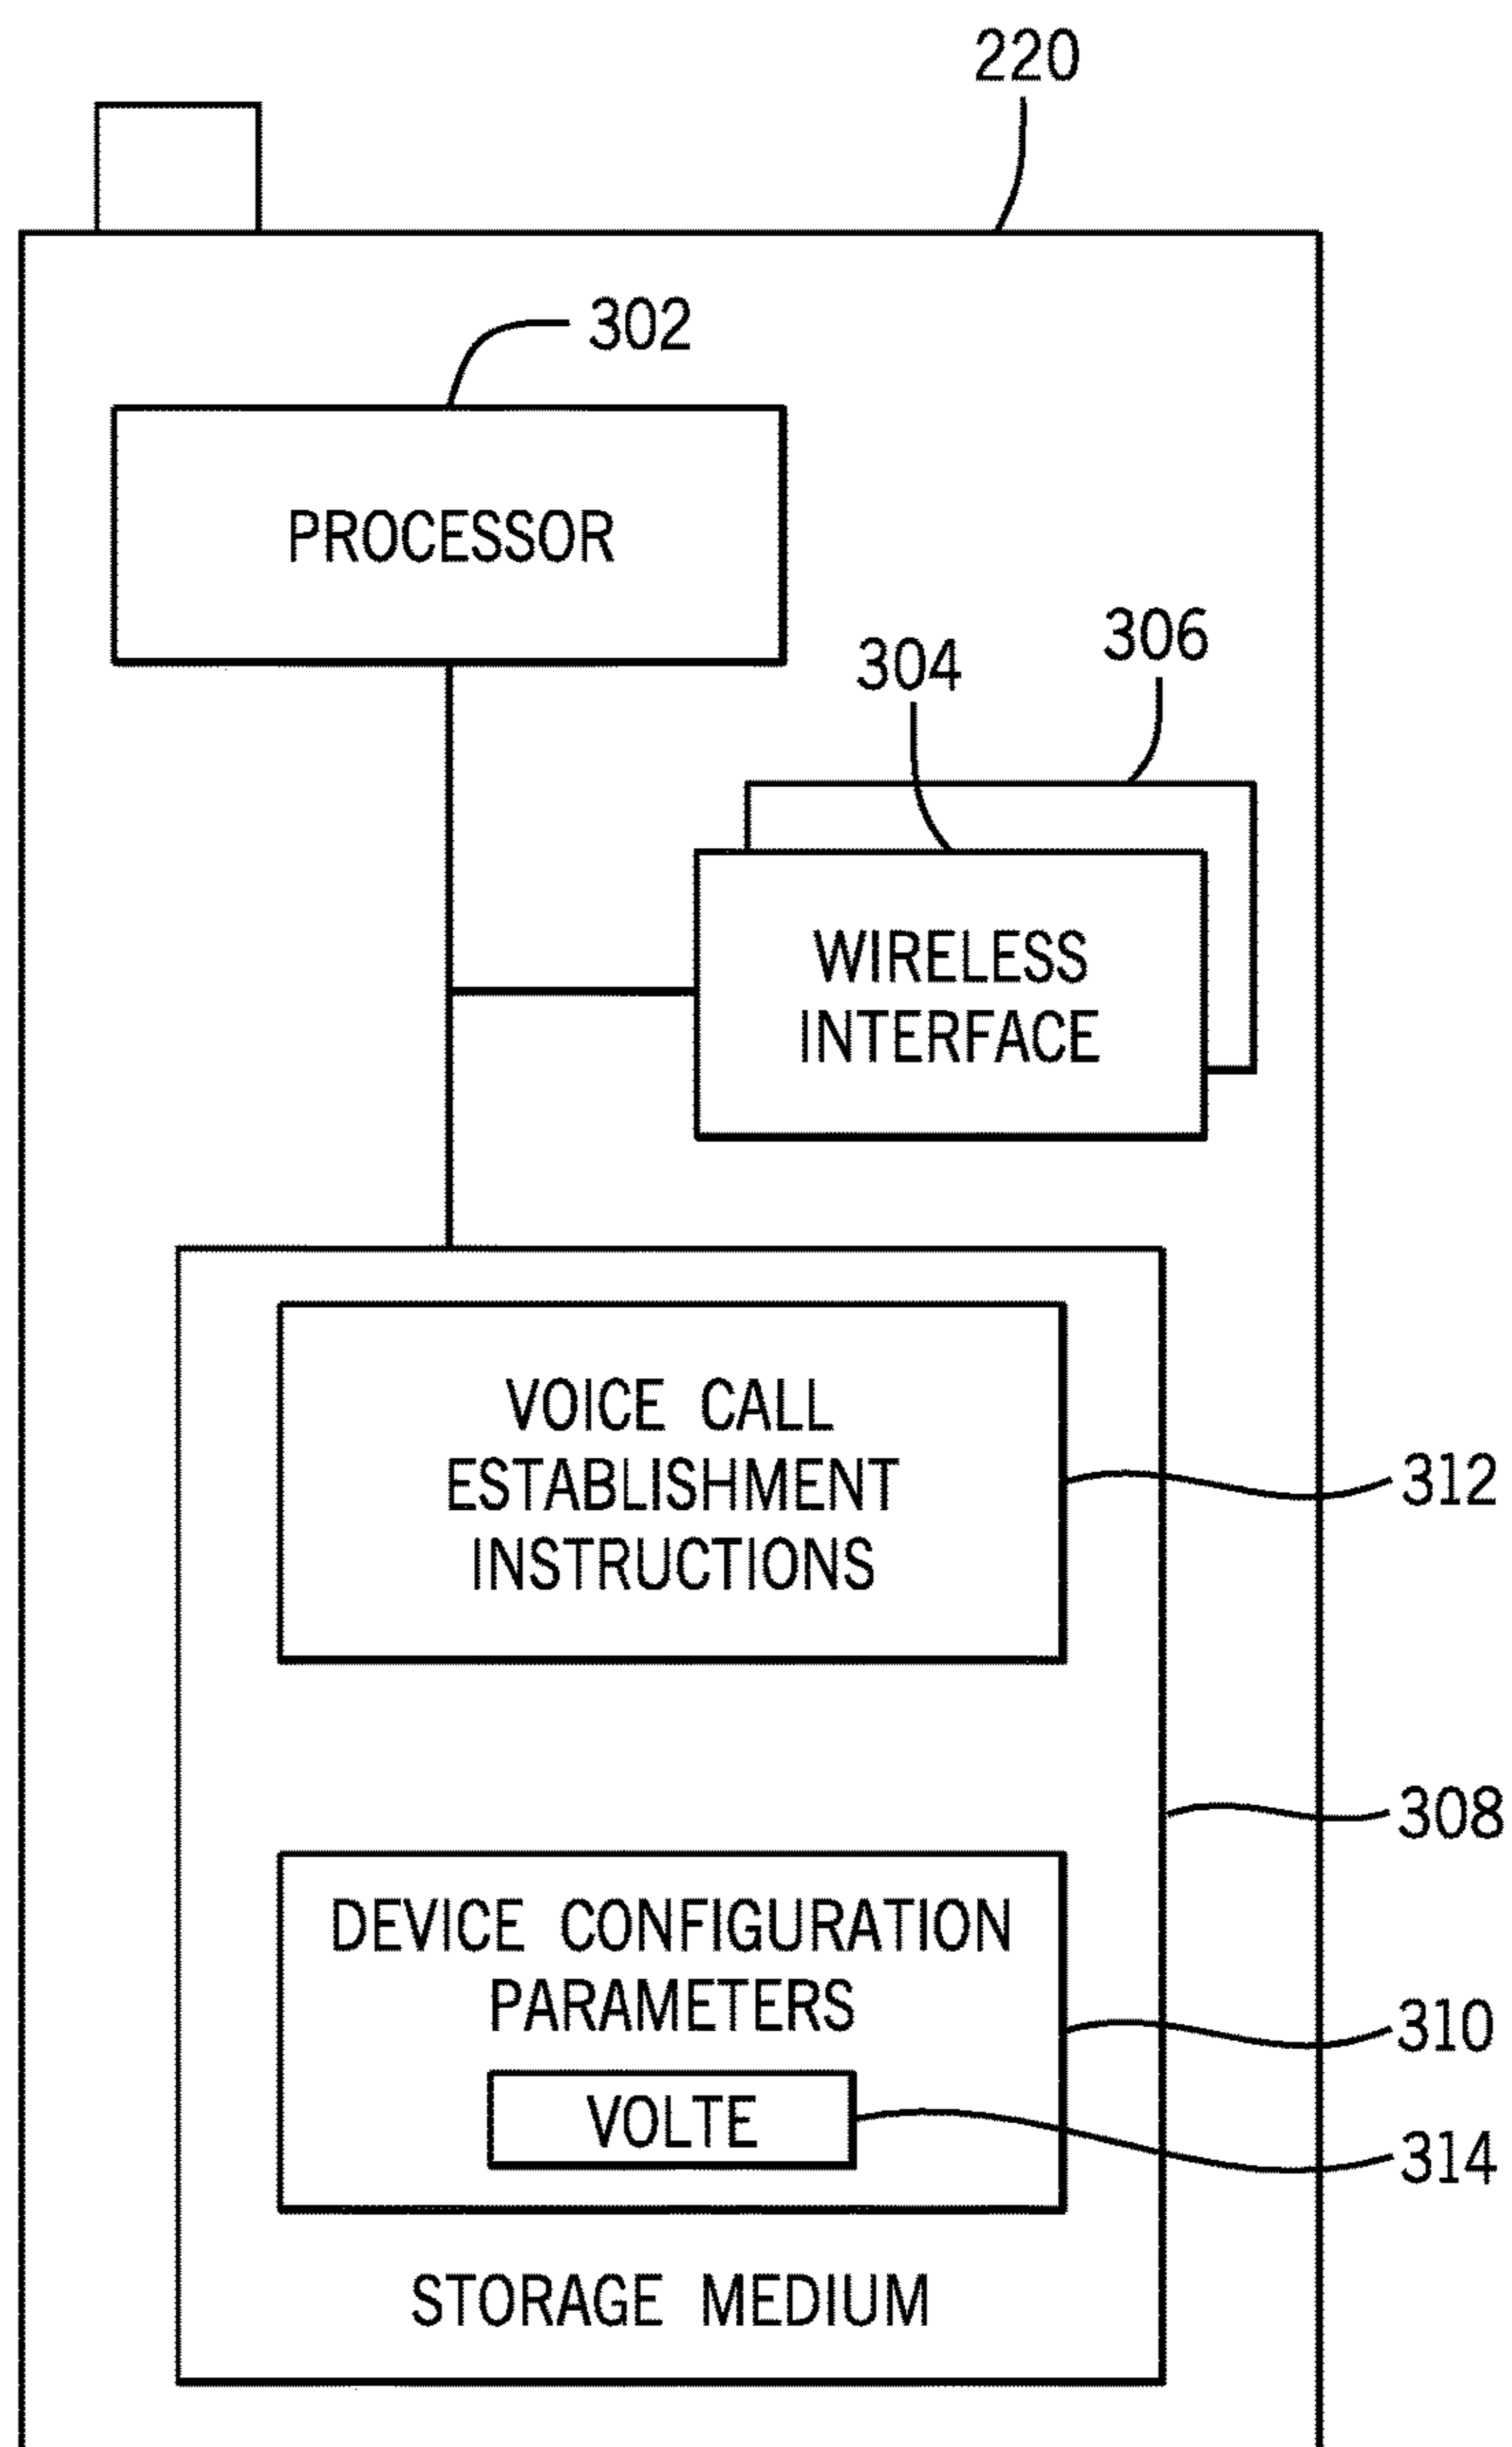 220
302
PROCESSOR
306
304
WIRELESS
INTERFACE
VOICE CALL
ESTABLISHMENT
INSTRUCTIONS
312
308
DEVICE CONFIGURATION
PARAMETERS
310
VOLTE
314
STORAGE MEDIUM